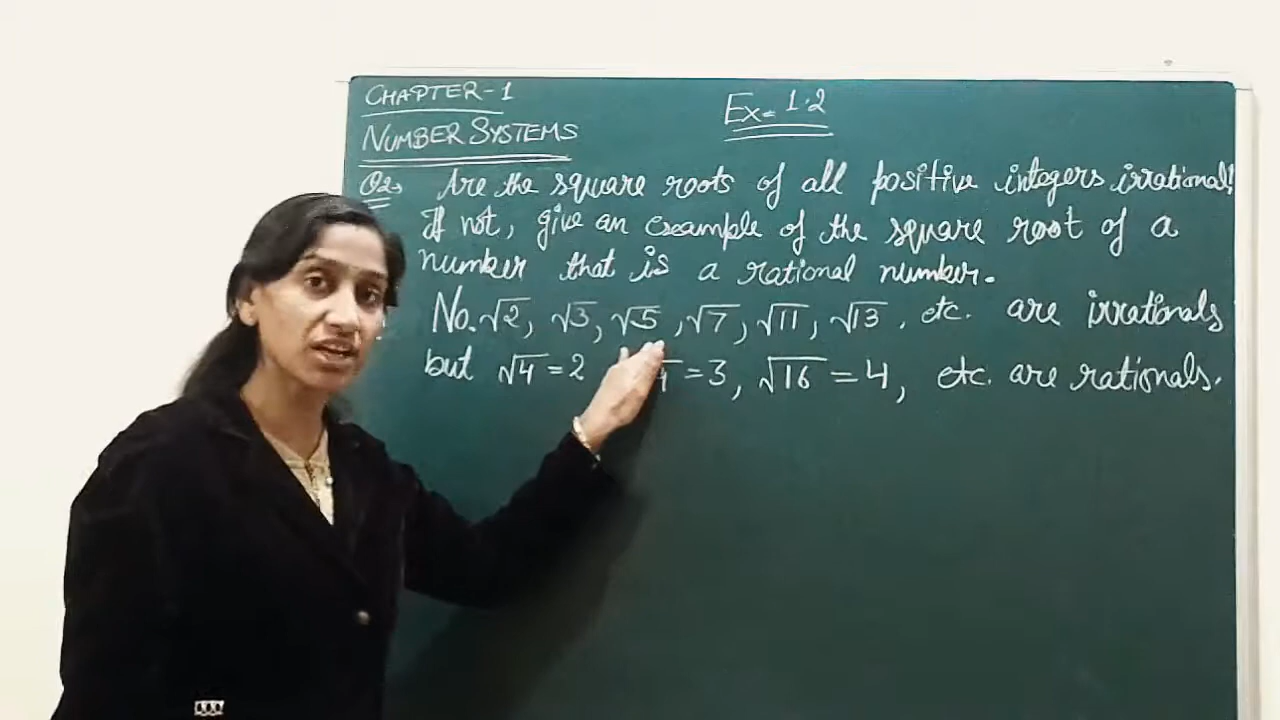 CHAPTER-1
Ex= 1.2
NUMBER SYSTEMS
Q2→ Are the square roots of all positive integers irrational?
If not, give an example of the square root of a
number that is a rational number.
No. √2, √3, √5, √7, √11, √13, etc. are irrationals
but √4 = 2 = 3, √16 = 4, etc. are rationals.